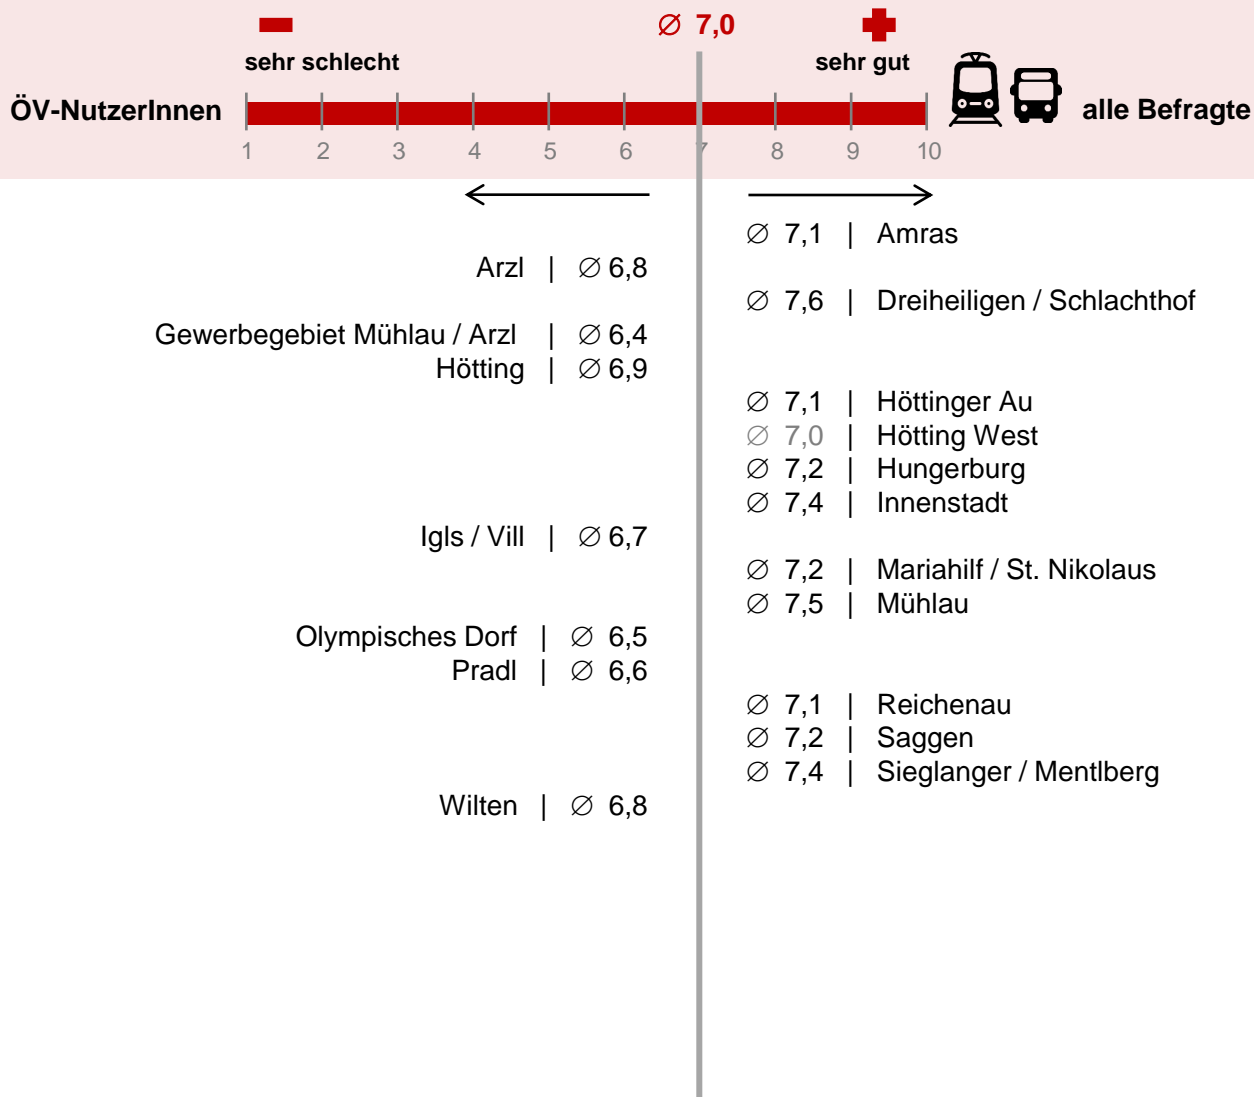 ∅ 7,0
sehr schlecht
sehr gut
ÖV-NutzerInnen
alle Befragte
1 2 3 4 5 6 7 8 9 10
∅ 7,1 | Amras
Arzl | ∅ 6,8
∅ 7,6 | Dreiheiligen / Schlachthof
Gewerbegebiet Mühlau / Arzl | ∅ 6,4
Hötting | ∅ 6,9
∅ 7,1 | Höttinger Au
∅ 7,0 | Hötting West
∅ 7,2 | Hungerburg
∅ 7,4 | Innenstadt
Igls / Vill | ∅ 6,7
∅ 7,2 | Mariahilf / St. Nikolaus
∅ 7,5 | Mühlau
Olympisches Dorf | ∅ 6,5
Pradl | ∅ 6,6
∅ 7,1 | Reichenau
∅ 7,2 | Saggen
∅ 7,4 | Sieglanger / Mentlberg
Wilten | ∅ 6,8